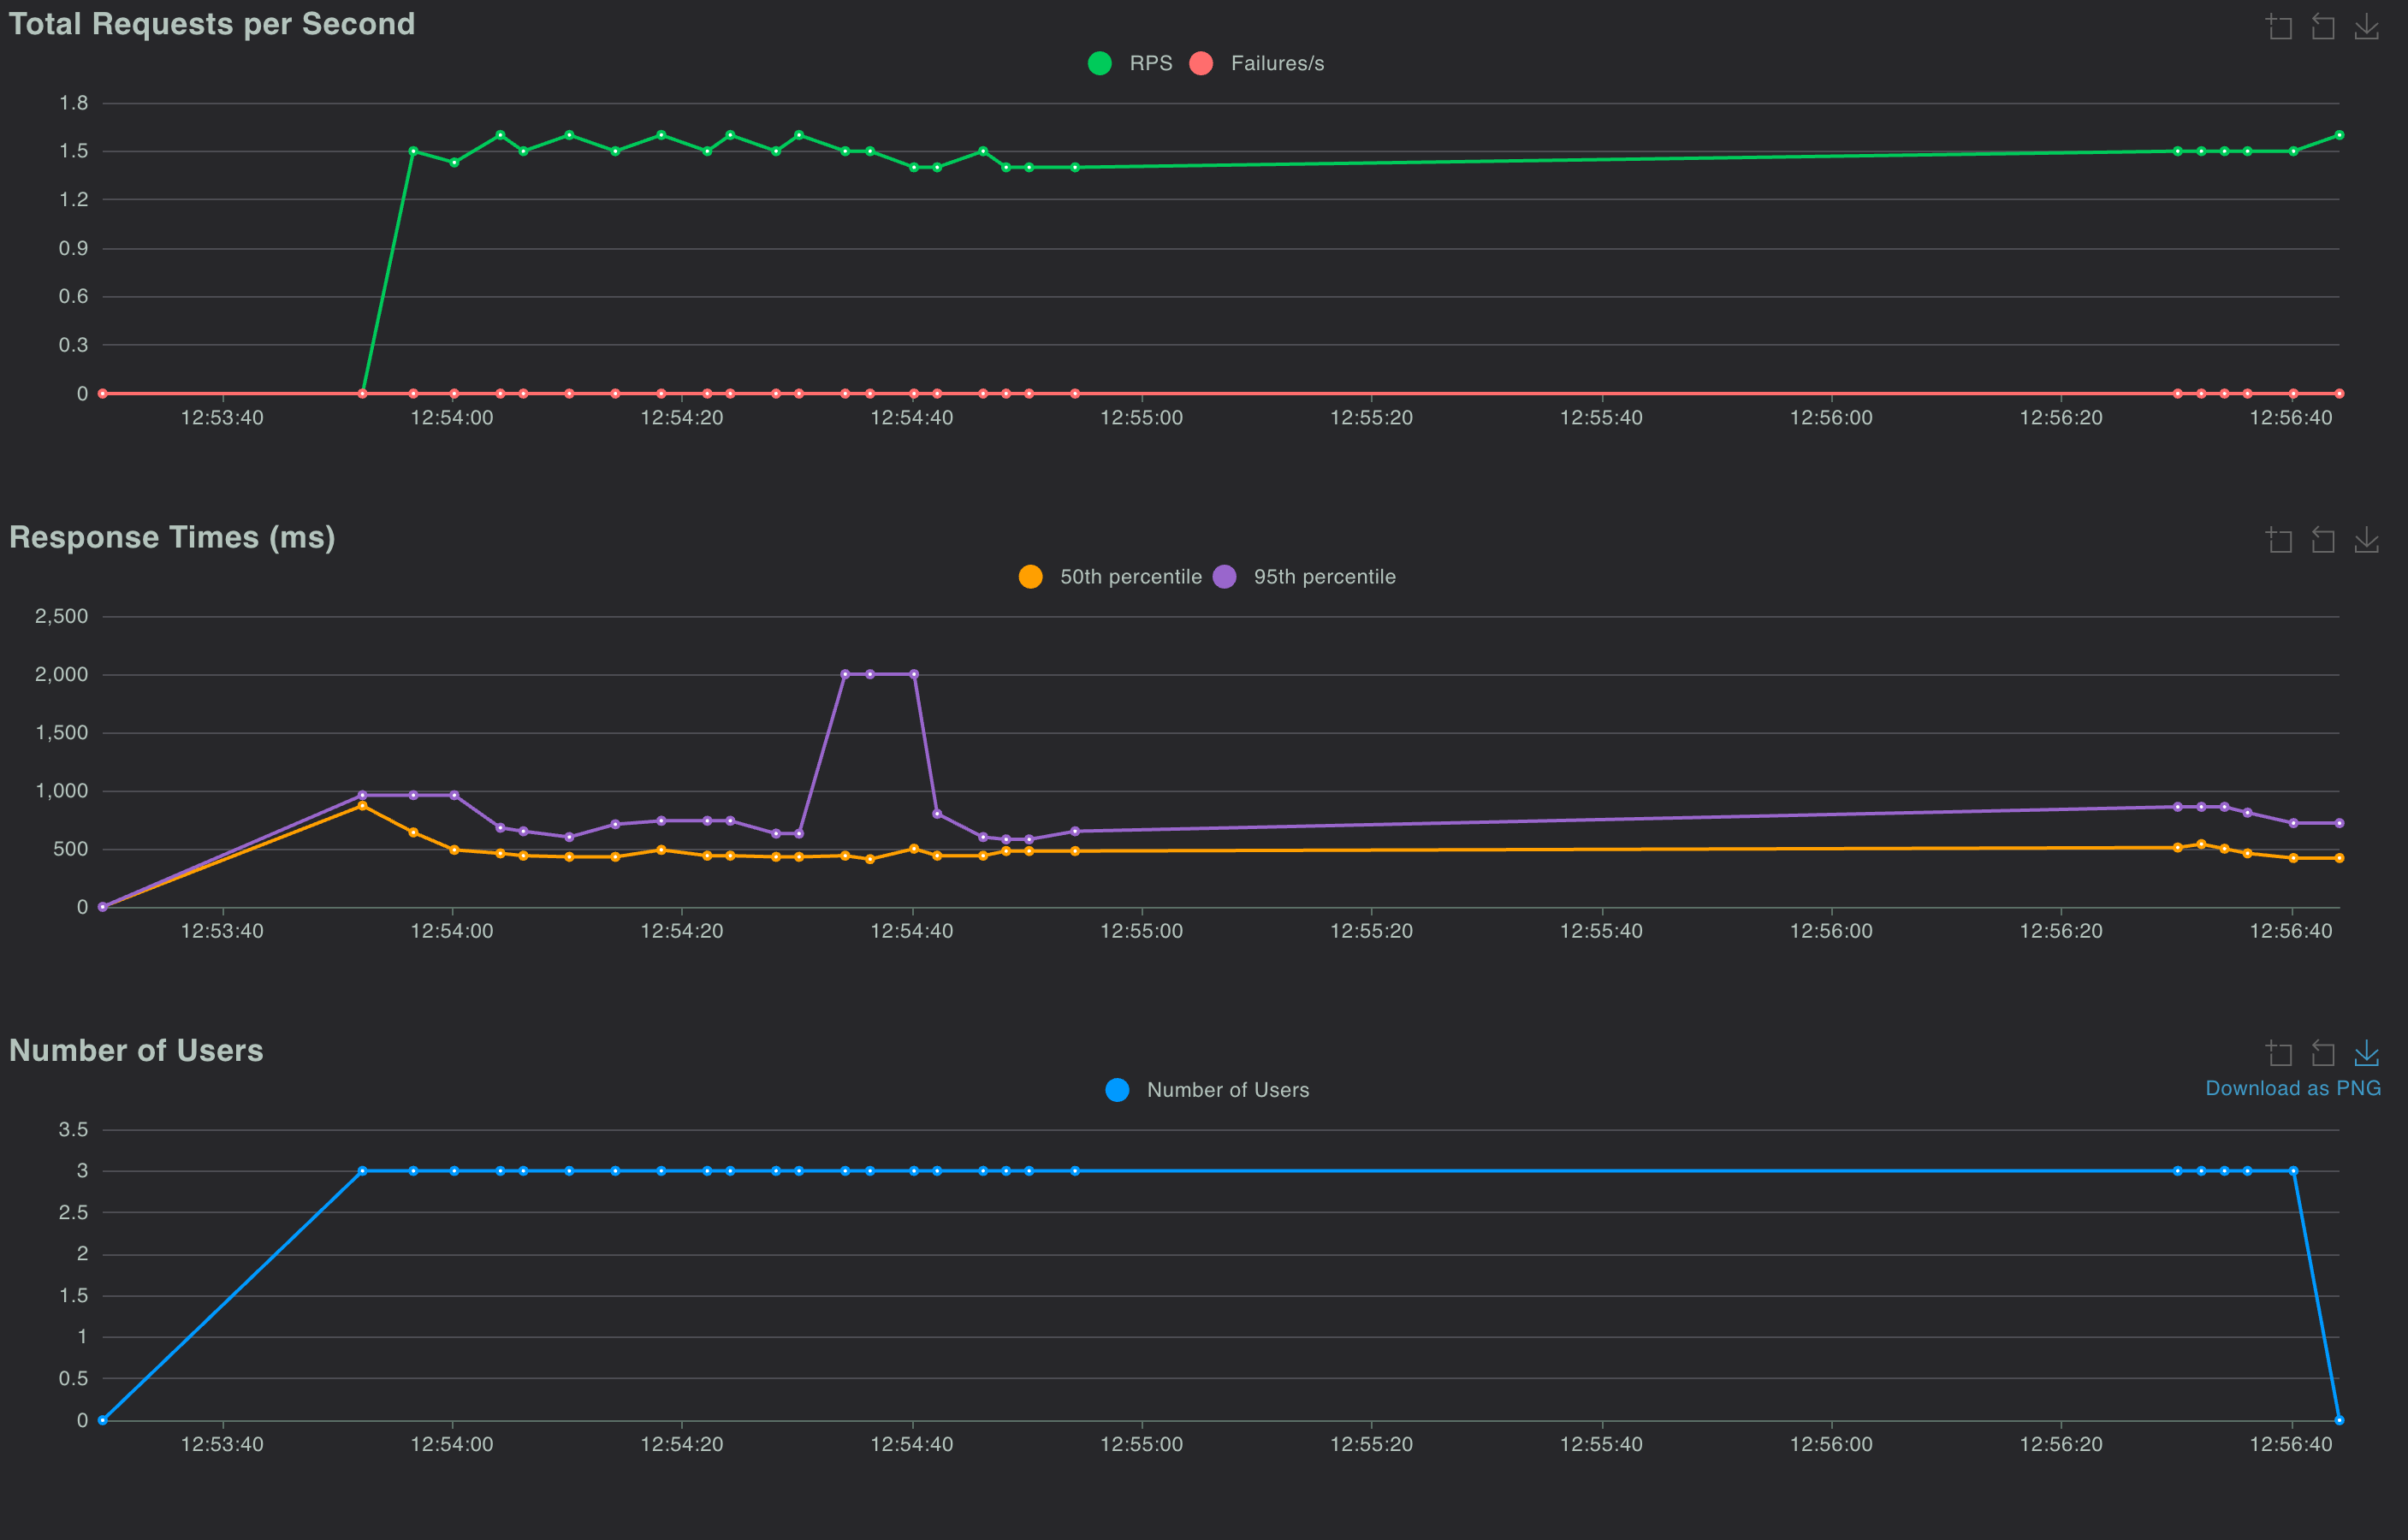 Total Requests per Second
RPS Failures/s
1.8
1.5
1.2
0.9
0.6
0.3
0
12:53:40 12:54:00 12:54:20 12:54:40 12:55:00 12:55:20 12:55:40 12:56:00 12:56:20 12:56:40
Response Times (ms)
50th percentile 95th percentile
2,500
2,000
1,500
1,000
500
0
12:53:40 12:54:00 12:54:20 12:54:40 12:55:00 12:55:20 12:55:40 12:56:00 12:56:20 12:56:40
Number of Users
Number of Users
Download as PNG
3.5
3
2.5
2
1.5
1
0.5
0
12:53:40 12:54:00 12:54:20 12:54:40 12:55:00 12:55:20 12:55:40 12:56:00 12:56:20 12:56:40